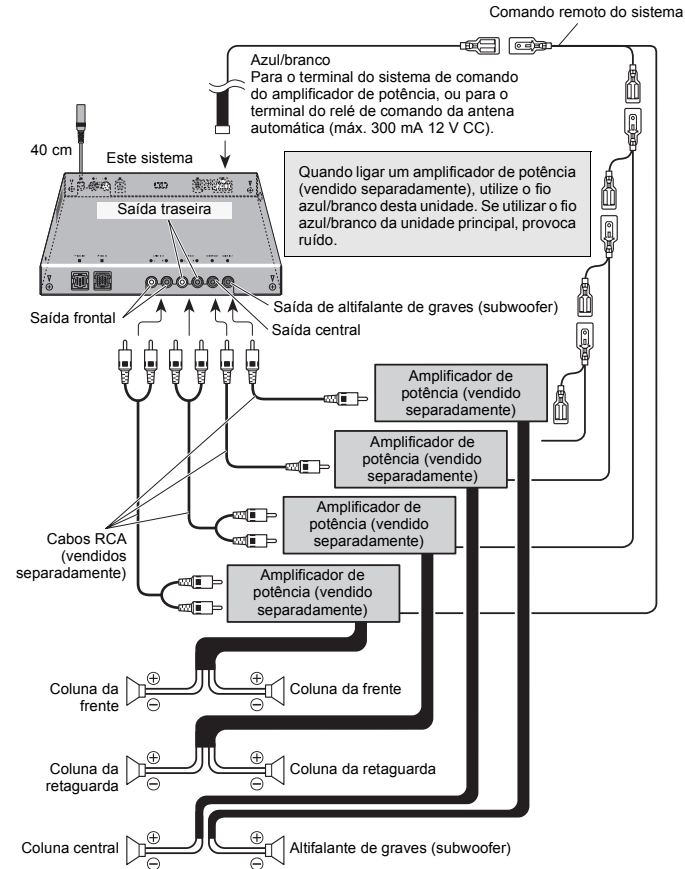 Comando remoto do sistema
Azul/branco
Para o terminal do sistema de comando
do amplificador de potência, ou para o
terminal do relé de comando da antena
automática (máx. 300 mA 12 V CC).
40 cm
Este sistema
Quando ligar um amplificador de potência
(vendido separadamente), utilize o fio
azul/branco desta unidade. Se utilizar o fio
azul/branco da unidade principal, provoca
ruído.
Saída traseira
Saída frontal
Saída de altifalante de graves (subwoofer)
Saída central
Amplificador de
potência (vendido
separadamente)
Amplificador de
potência (vendido
separadamente)
Amplificador de
potência (vendido
separadamente)
Cabos RCA
(vendidos
separadamente)
Amplificador de
potência (vendido
separadamente)
Coluna da
frente
⊕
⊖
⊕
⊖
Coluna da frente
Coluna da
retaguarda
⊕
⊖
⊕
⊖
Coluna da retaguarda
Coluna central
⊕
⊖
⊕
⊖
Altifalante de graves (subwoofer)